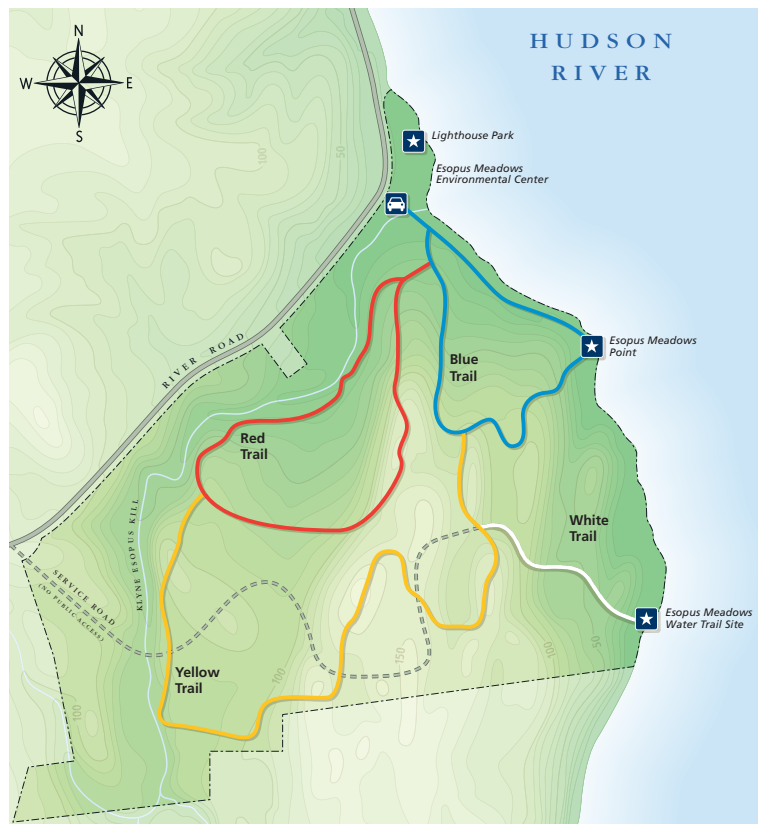 HUDSON
RIVER
N
W
E
S
Lighthouse Park
Esopus Meadows
Environmental Center
100
50
RIVER ROAD
Esopus Meadows
Point
Blue
Trail
Red
Trail
KLYNE ESOPUS KILL
White
Trail
SERVICE ROAD
(NO PUBLIC ACCESS)
Esopus Meadows
Water Trail Site
Yellow
Trail
100
100
150
100
50